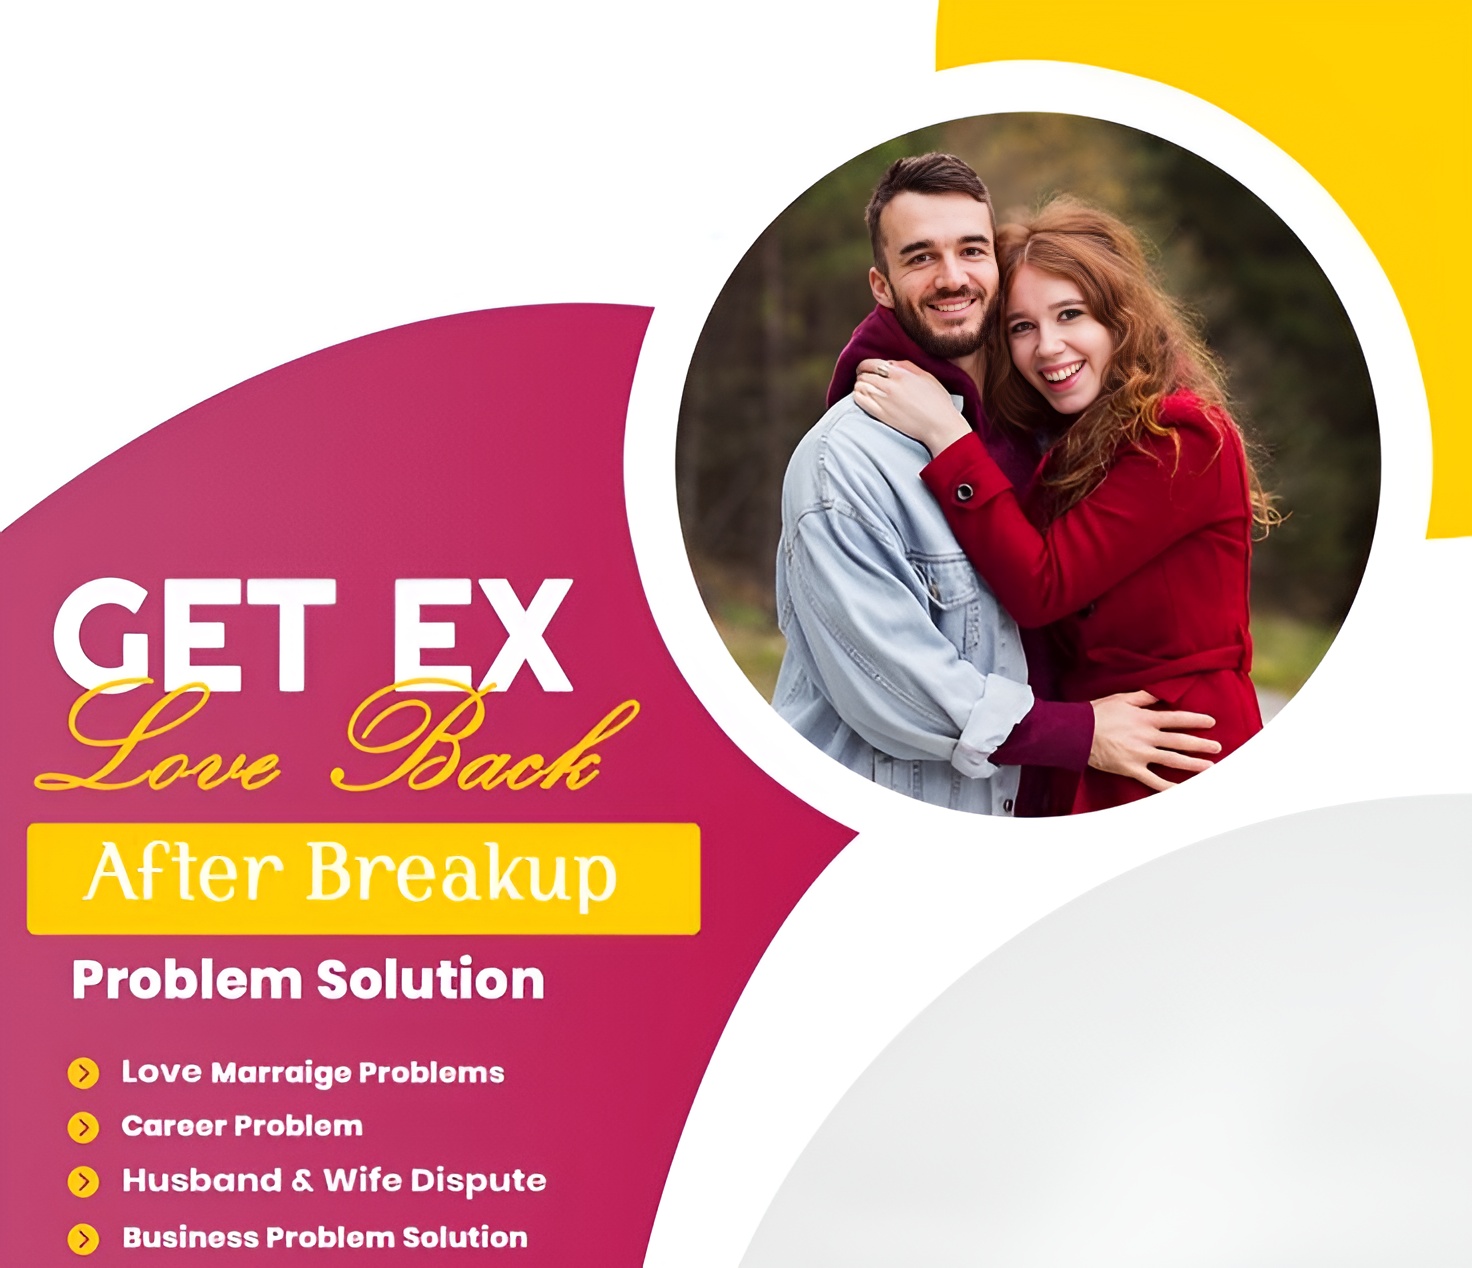 GET EX
Love Back
After Breakup
Problem Solution
Love Marraige Problems
Career Problem
Husband & Wife Dispute
Business Problem Solution